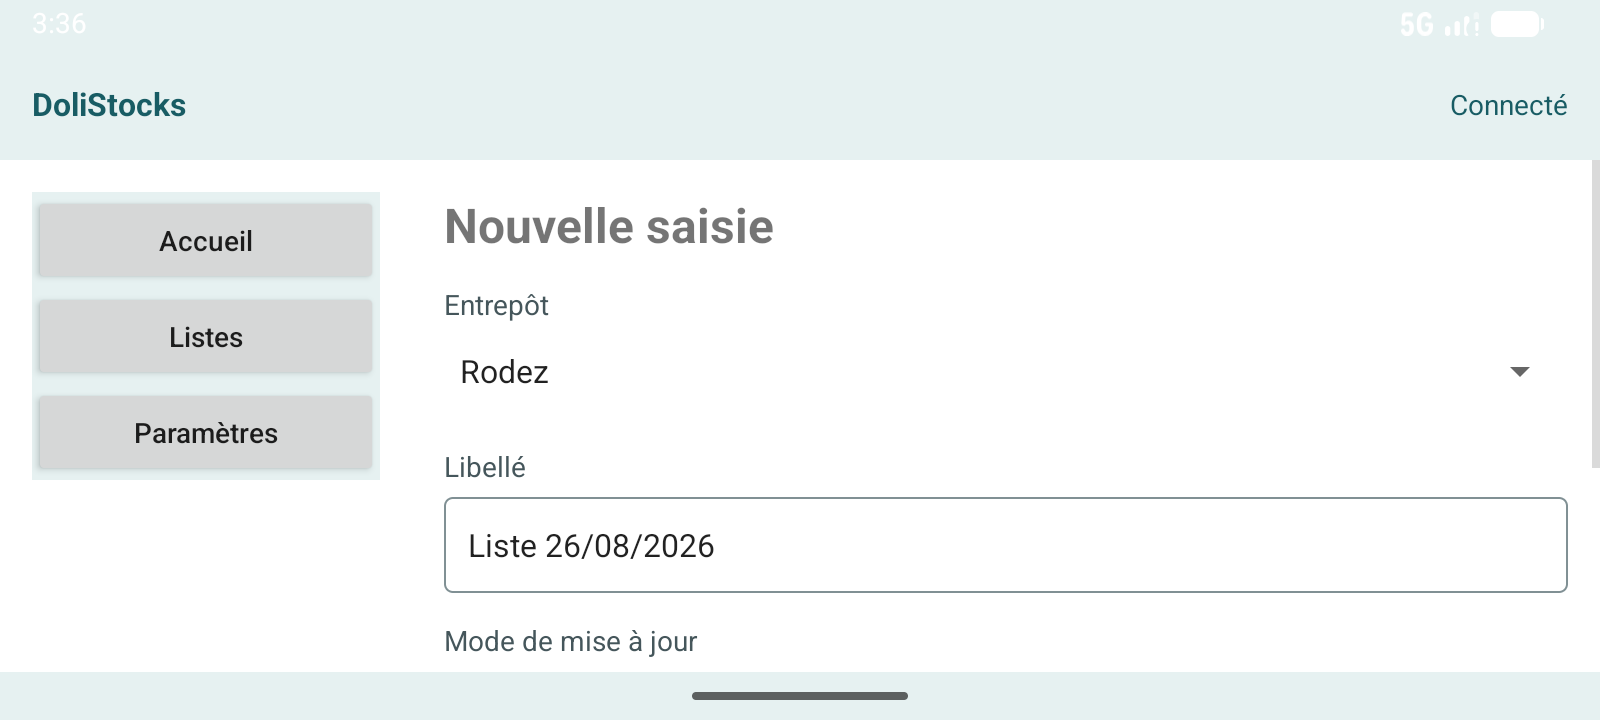 3:36
5G
DoliStocks
Connecté
Accueil
Listes
Paramètres
Nouvelle saisie
Entrepôt
Rodez
Libellé
Liste 26/08/2026
Mode de mise à jour